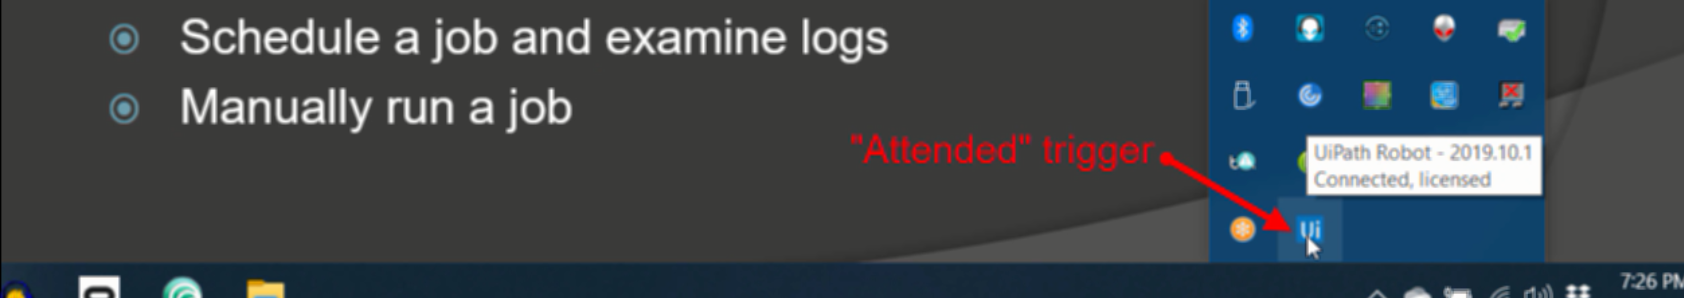 Schedule a job and examine logs
Manually run a job
"Attended" trigger
UiPath Robot - 2019.10.1
Connected, licensed
Ui
7:26 PM